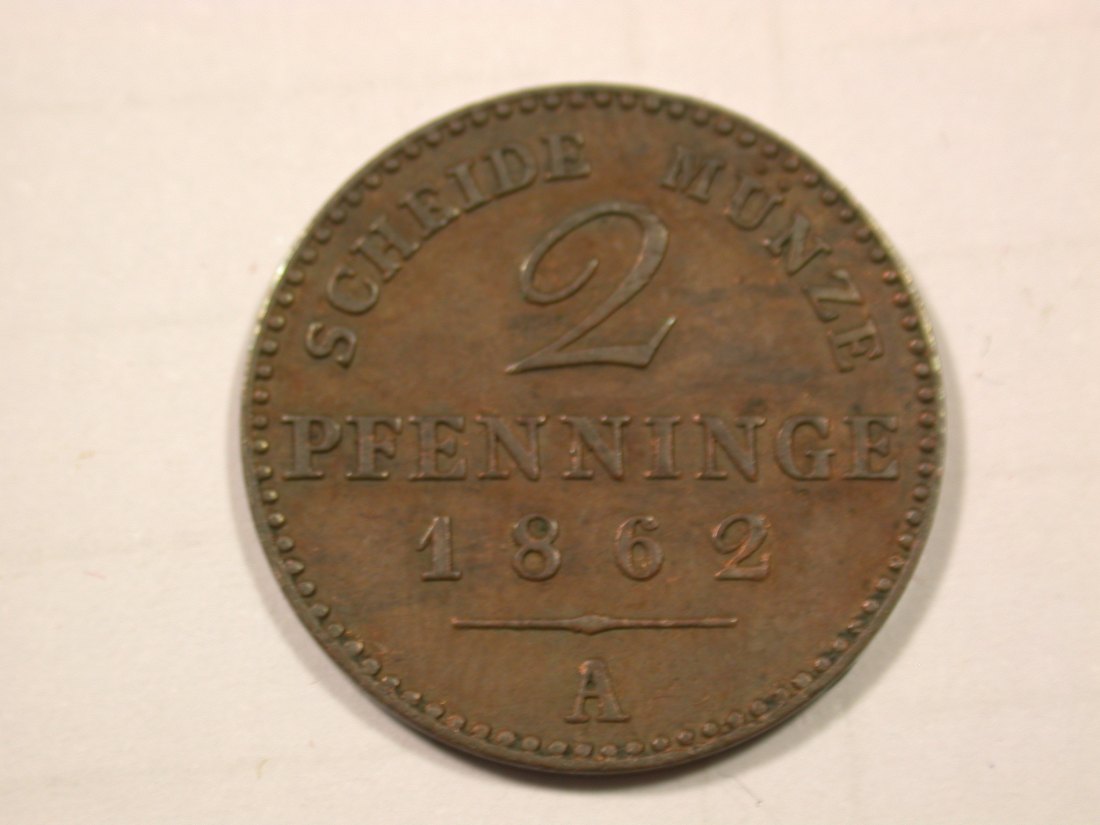 SCHEIDE MÜNZE
2
PFENNINGE
1862
A